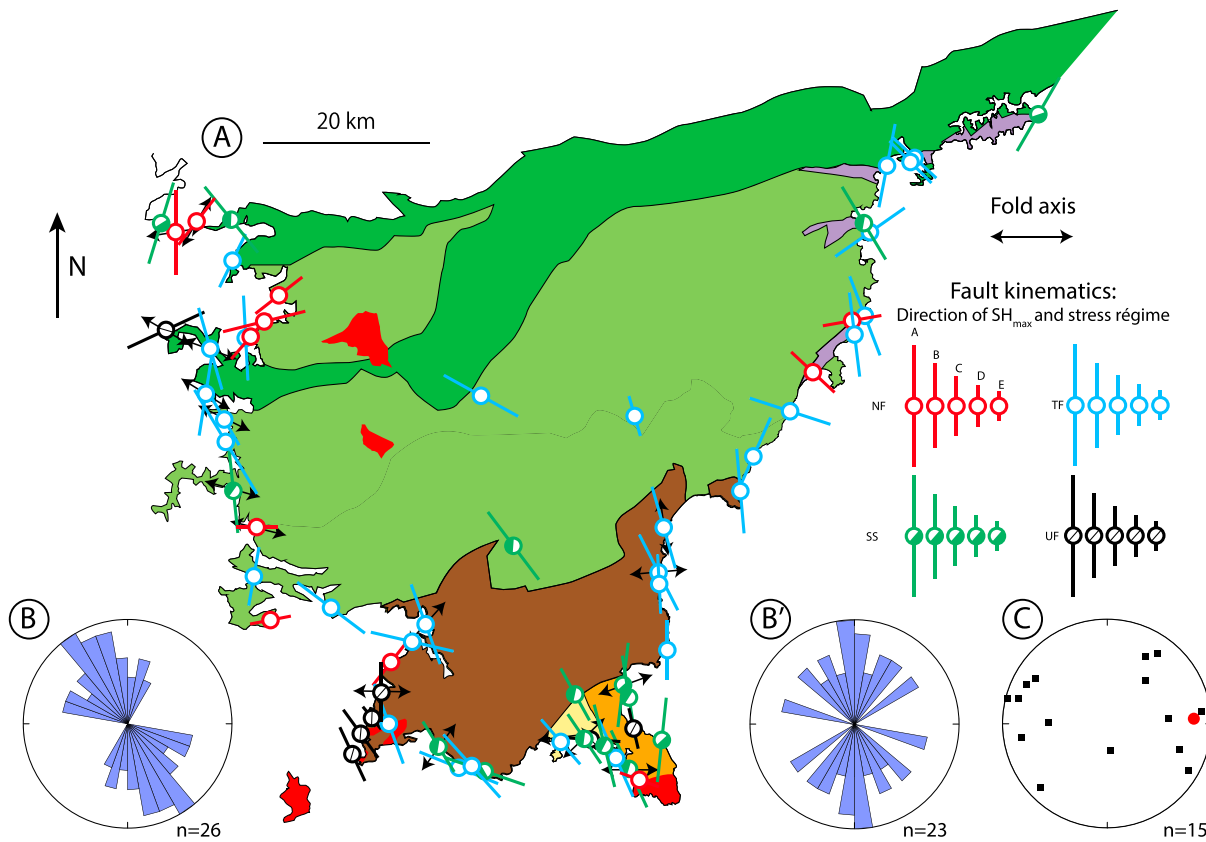 A
20 km
N
Fold axis
Fault kinematics:
Direction of SHmax and stress régime
A
B
C
D
E
NF
TF
SS
UF
B
n=26
B'
n=23
C
n=15